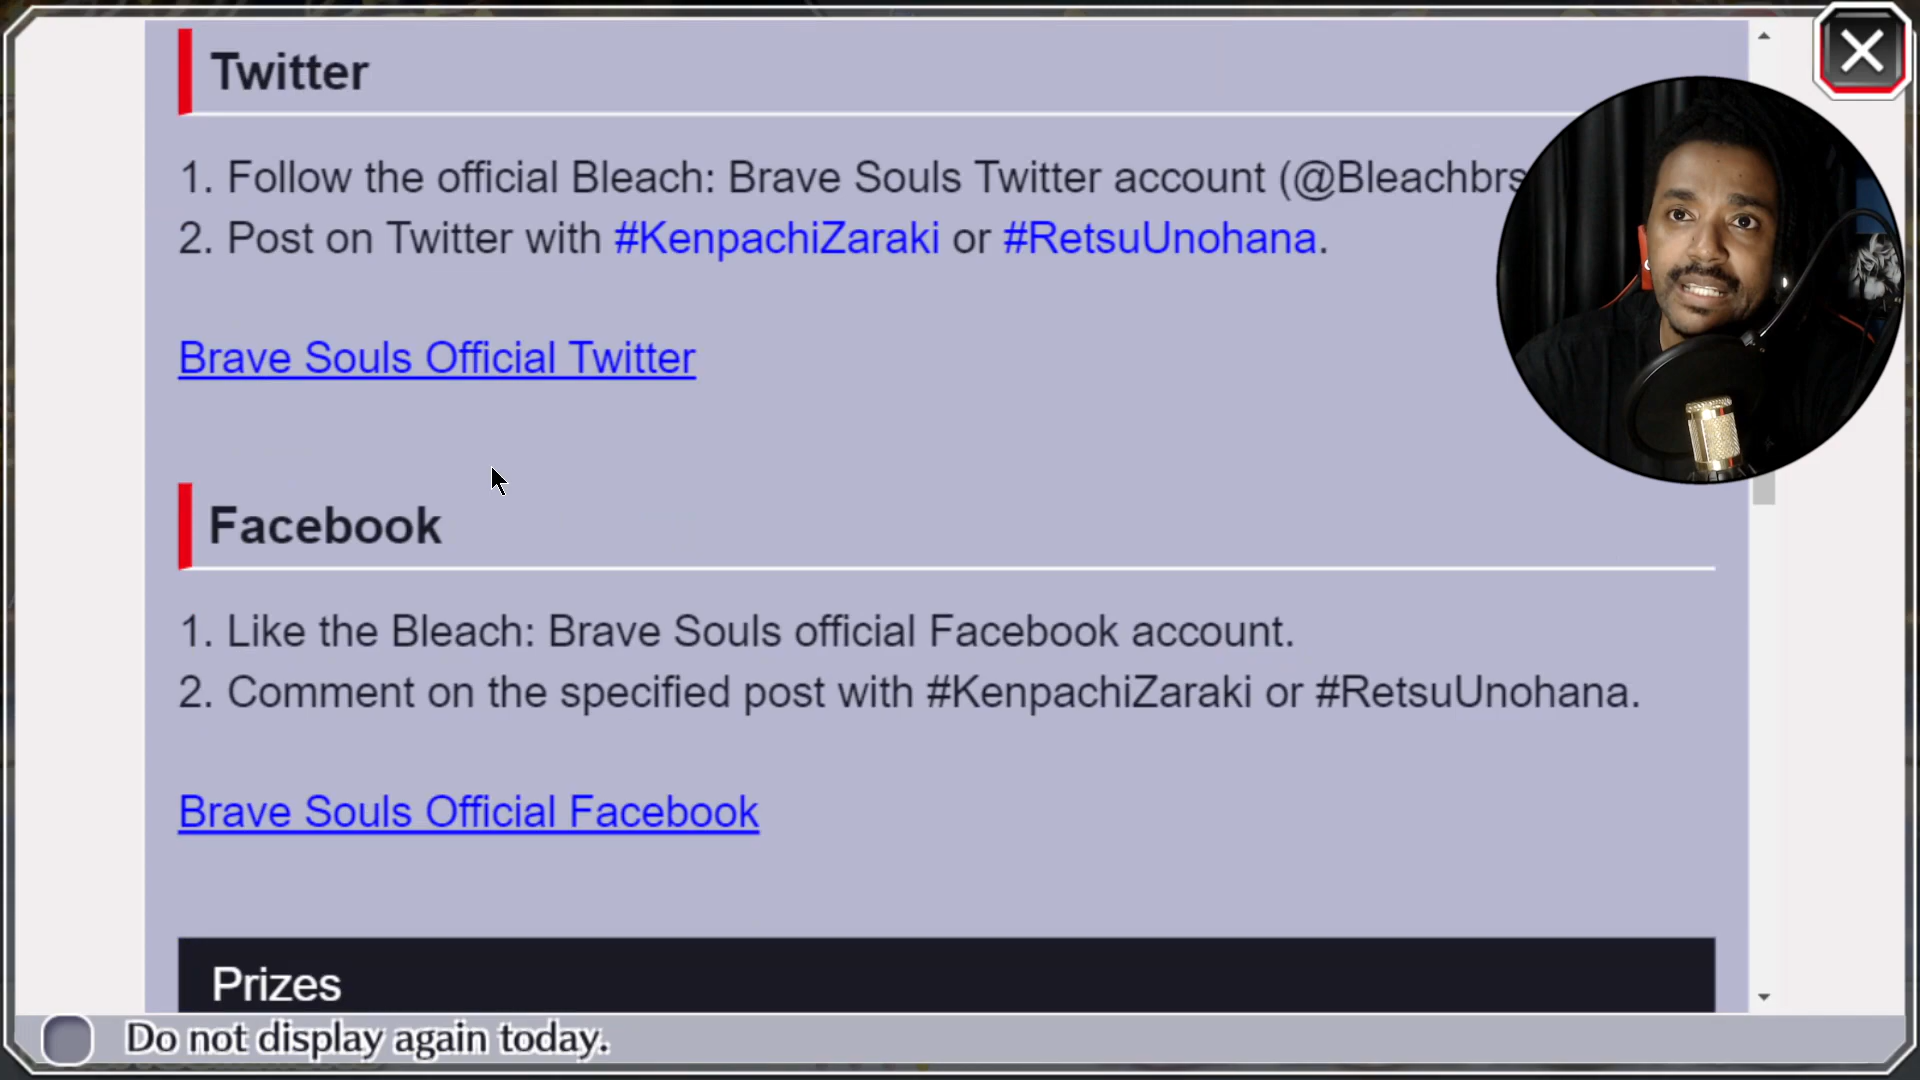 Twitter
1. Follow the official Bleach: Brave Souls Twitter account (@Bleachbrs
2. Post on Twitter with #KenpachiZaraki or #RetsuUnohana.
Brave Souls Official Twitter
Facebook
1. Like the Bleach: Brave Souls official Facebook account.
2. Comment on the specified post with #KenpachiZaraki or #RetsuUnohana.
Brave Souls Official Facebook
Prizes
Do not display again today.